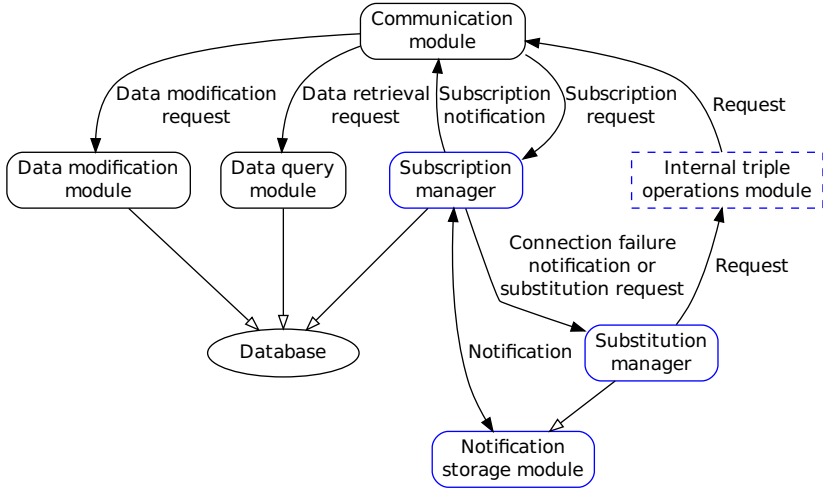 Communication
module
Data modification
request
Data retrieval
request
Subscription
notification
Subscription
request
Request
Data modification
module
Data query
module
Subscription
manager
Internal triple
operations module
Connection failure
notification or
substitution request
Request
Database
Notification
Substitution
manager
Notification
storage module